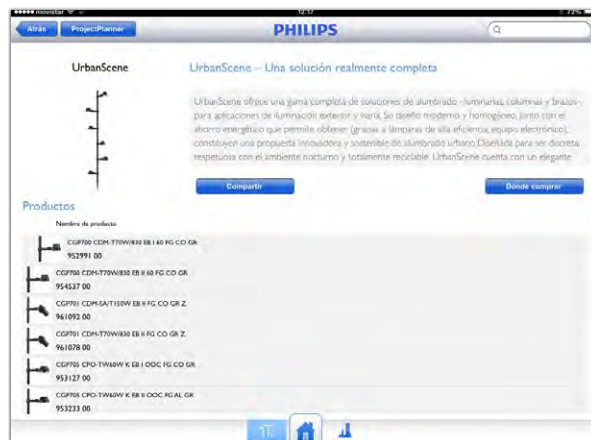 movistar 12:17 72%
Atrás ProjectPlanner PHILIPS
UrbanScene
UrbanScene – Una solución realmente completa
UrbanScene ofrece una gama completa de soluciones de alumbrado –luminarias, columnas y brazos–
para aplicaciones de iluminación exterior y viaria. Su diseño moderno y homogéneo, junto con el
ahorro energético que permite obtener (gracias a lámparas de alta eficiencia, equipo electrónico),
constituyen una propuesta innovadora y sostenible de alumbrado urbano. Diseñada para ser discreta,
respetuosa con el ambiente nocturno y totalmente reciclable. UrbanScene cuenta con un elegante
Compartir Dónde comprar
Productos
Nombre de producto
CGP700 CDM-T70W/830 EB I 60 FG CO GR
952991 00
CGP700 CDM-T70W/830 EB II 60 FG CO GR
954537 00
CGP701 CDM-SA/T150W EB II FG CO GR Z
961092 00
CGP701 CDM-T70W/830 EB II FG CO GR Z
961078 00
CGP705 CPO-TW60W K EB I OOC FG CO GR
953127 00
CGP705 CPO-TW60W K EB II OOC FG AL GR
953233 00